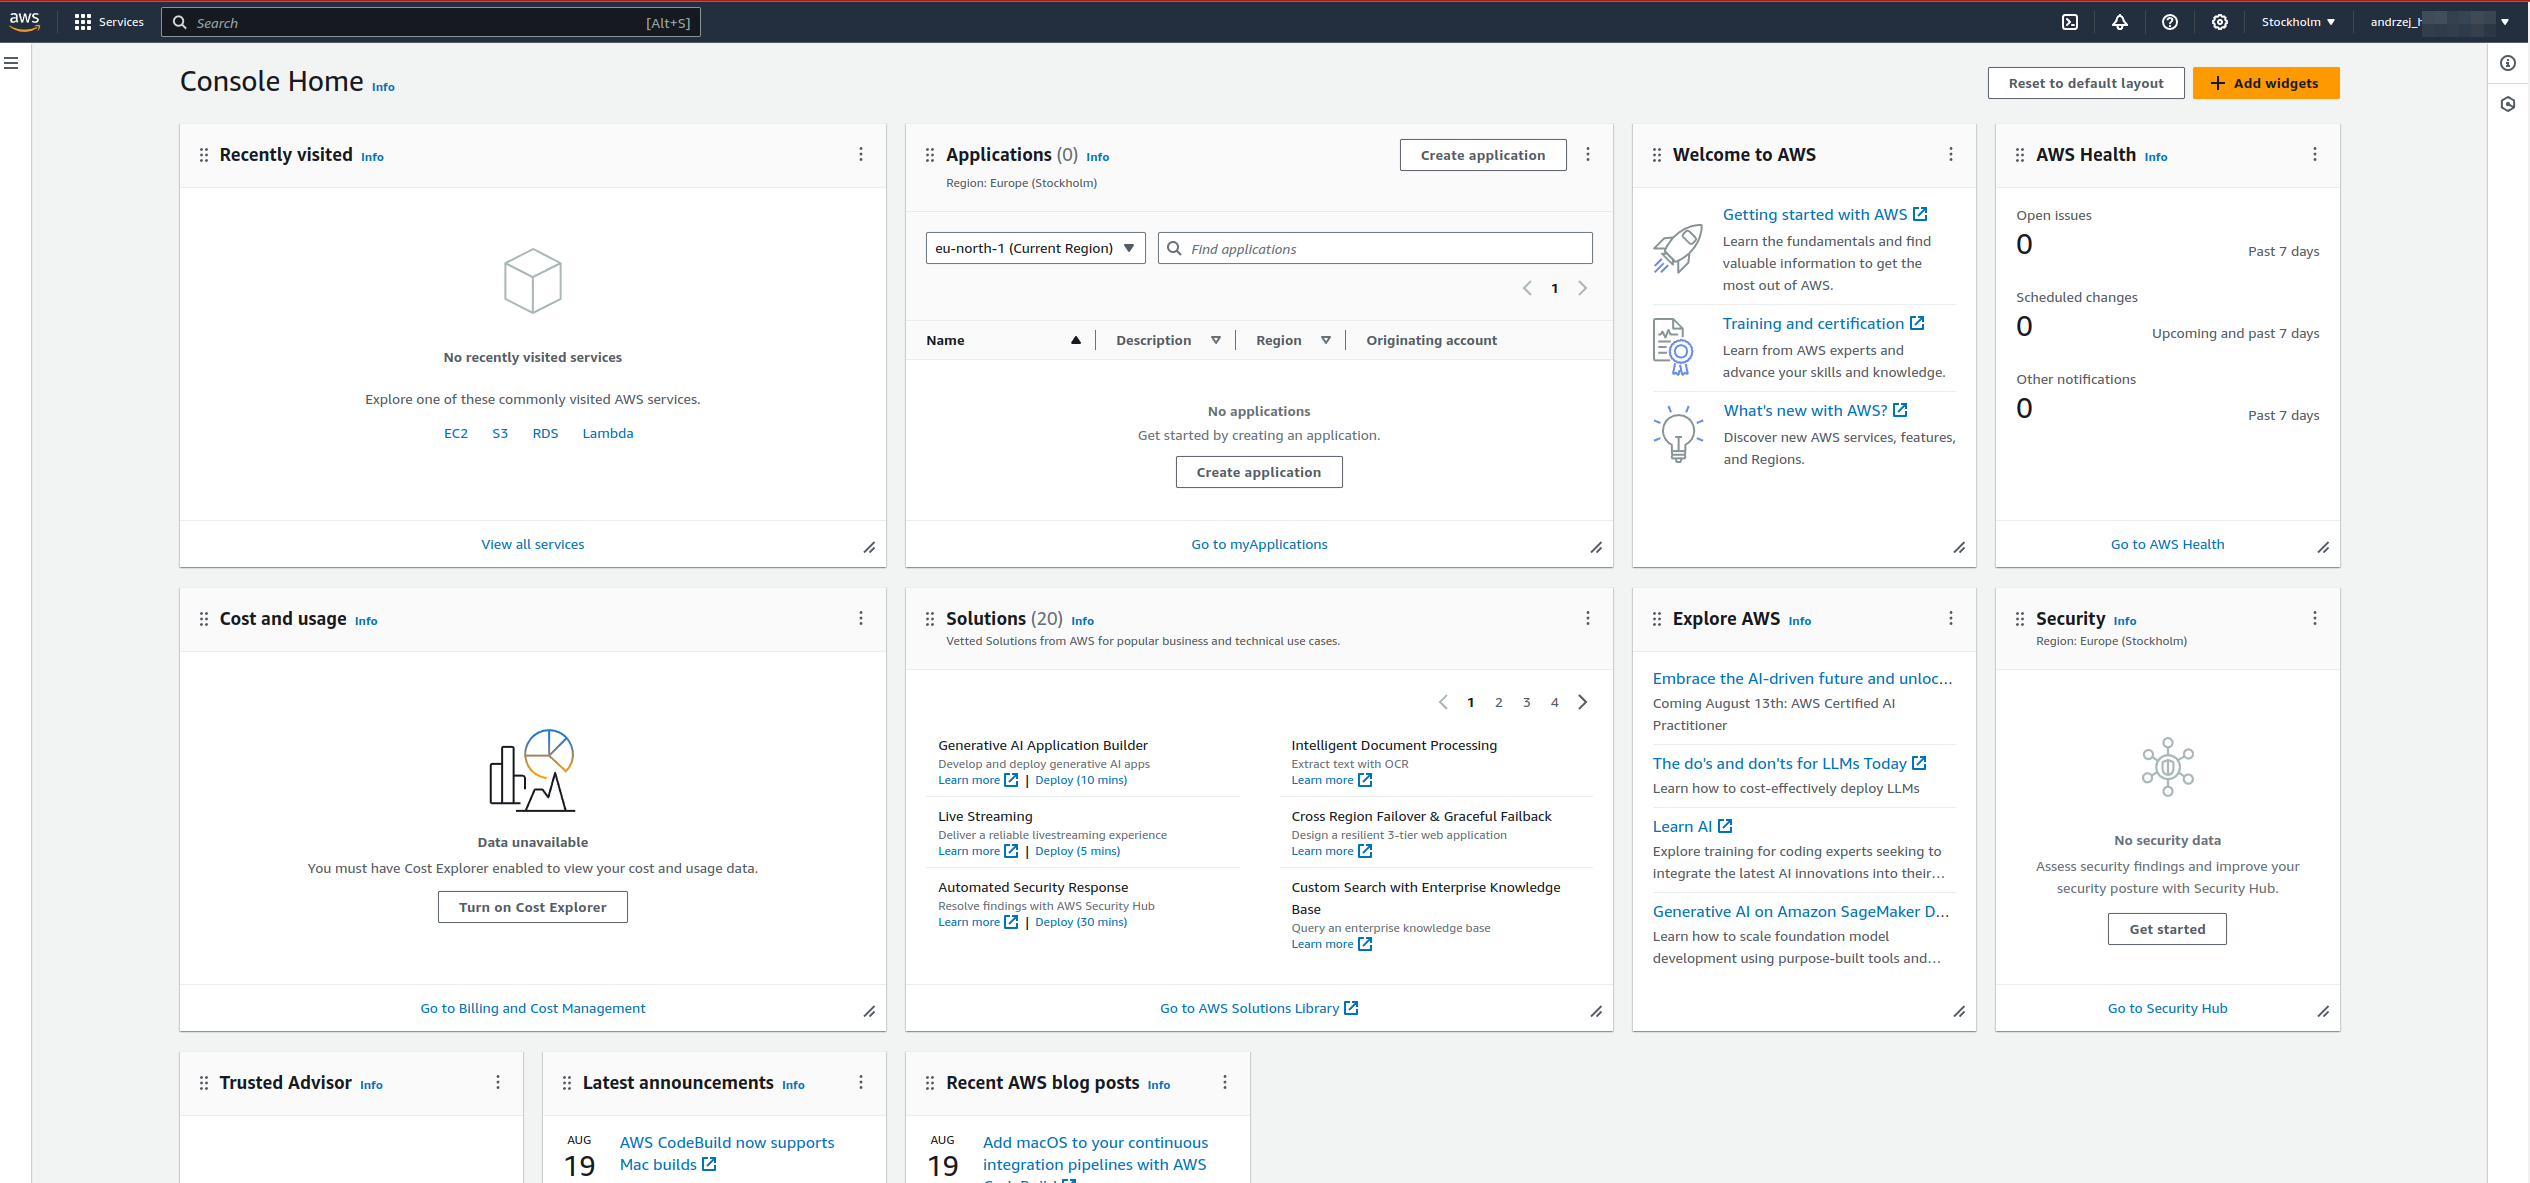 aws
Services
Search
[Alt+S]
Stockholm
andrzej_h
Console Home Info
Reset to default layout
Add widgets
Recently visited Info
No recently visited services
Explore one of these commonly visited AWS services.
EC2 S3 RDS Lambda
View all services
Applications (0) Info
Region: Europe (Stockholm)
Create application
eu-north-1 (Current Region)
Find applications
1
Name Description Region Originating account
No applications
Get started by creating an application.
Create application
Go to myApplications
Welcome to AWS
Getting started with AWS
Learn the fundamentals and find
valuable information to get the
most out of AWS.
Training and certification
Learn from AWS experts and
advance your skills and knowledge.
What's new with AWS?
Discover new AWS services, features,
and Regions.
AWS Health Info
Open issues
0
Past 7 days
Scheduled changes
0
Upcoming and past 7 days
Other notifications
0
Past 7 days
Go to AWS Health
Cost and usage Info
Data unavailable
You must have Cost Explorer enabled to view your cost and usage data.
Turn on Cost Explorer
Go to Billing and Cost Management
Solutions (20) Info
Vetted Solutions from AWS for popular business and technical use cases.
1 2 3 4
Generative AI Application Builder
Develop and deploy generative AI apps
Learn more | Deploy (10 mins)
Live Streaming
Deliver a reliable livestreaming experience
Learn more | Deploy (5 mins)
Automated Security Response
Resolve findings with AWS Security Hub
Learn more | Deploy (30 mins)
Intelligent Document Processing
Extract text with OCR
Learn more
Cross Region Failover & Graceful Failback
Design a resilient 3-tier web application
Learn more
Custom Search with Enterprise Knowledge
Base
Query an enterprise knowledge base
Learn more
Go to AWS Solutions Library
Explore AWS Info
Embrace the AI-driven future and unloc...
Coming August 13th: AWS Certified AI
Practitioner
The do's and don'ts for LLMs Today
Learn how to cost-effectively deploy LLMs
Learn AI
Explore training for coding experts seeking to
integrate the latest AI innovations into their...
Generative AI on Amazon SageMaker D...
Learn how to scale foundation model
development using purpose-built tools and...
Security Info
Region: Europe (Stockholm)
No security data
Assess security findings and improve your
security posture with Security Hub.
Get started
Go to Security Hub
Trusted Advisor Info
Latest announcements Info
AUG
19
AWS CodeBuild now supports
Mac builds
Recent AWS blog posts Info
AUG
19
Add macOS to your continuous
integration pipelines with AWS